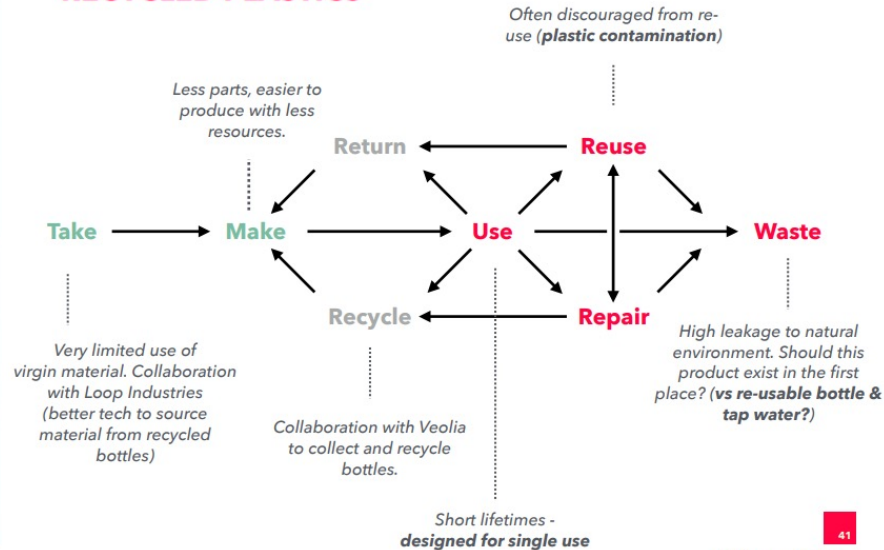 RECYCLED PLASTICS
Often discouraged from re-
use (plastic contamination)
Less parts, easier to
produce with less
resources.
Return
Reuse
Take
Make
Use
Waste
Recycle
Repair
Very limited use of
virgin material. Collaboration
with Loop Industries
(better tech to source
material from recycled
bottles)
Collaboration with Veolia
to collect and recycle
bottles.
High leakage to natural
environment. Should this
product exist in the first
place? (vs re-usable bottle &
tap water?)
Short lifetimes -
designed for single use
41